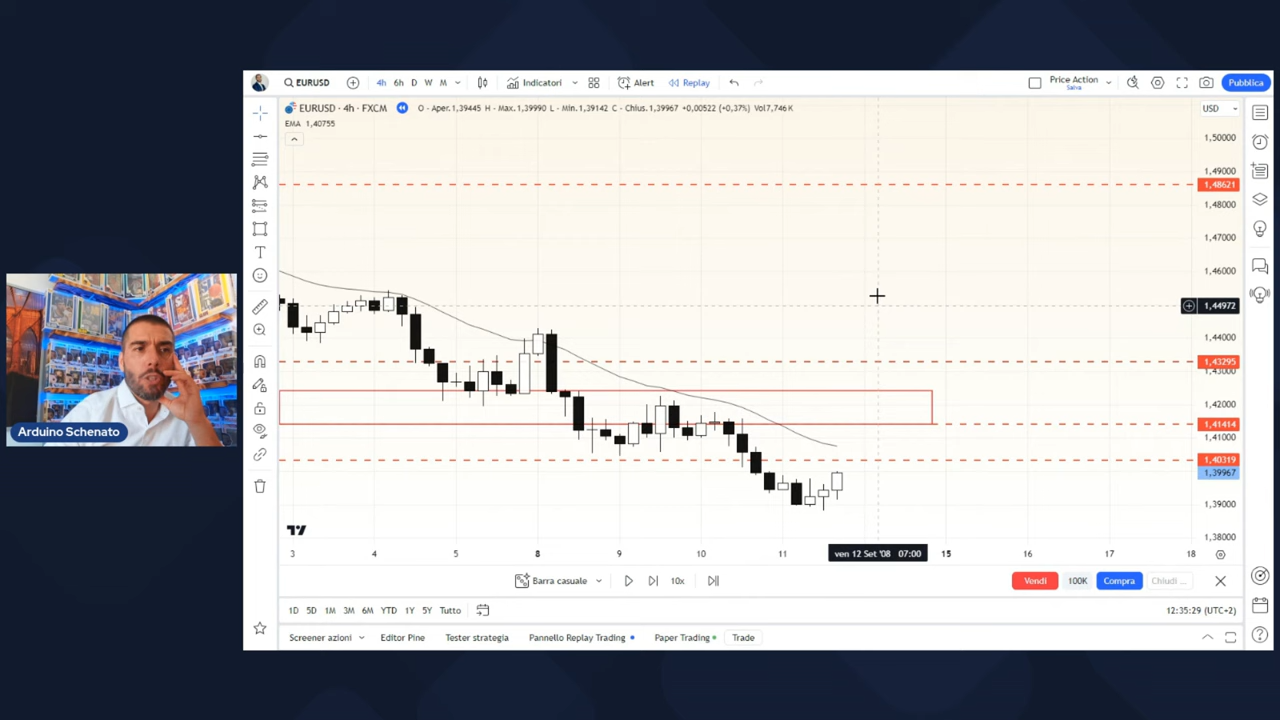 EURUSD
4h 6h D W M
Indicatori
Alert
Replay
Price Action
Salva
Pubblica
EURUSD · 4h · FXCM
O - Aper.1,39445 H - Max.1,39990 L - Min.1,39142 C - Chius.1,39967 +0,00522 (+0,37%) Vol7,746 K
USD
EMA 1,40755
1,50000
1,49000
1,48621
1,48000
1,47000
1,46000
1,44972
1,44000
1,43295
1,43000
1,42000
1,41414
1,41000
1,40319
1,39967
1,39000
1,38000
Arduino Schenato
3 4 5 8 9 10 11 ven 12 Set '08 07:00 15 16 17 18
Barra casuale
10x
Vendi 100K Compra Chiudi ...
1D 5D 1M 3M 6M YTD 1Y 5Y Tutto
12:35:29 (UTC+2)
Screener azioni Editor Pine Tester strategia Pannello Replay Trading Paper Trading Trade